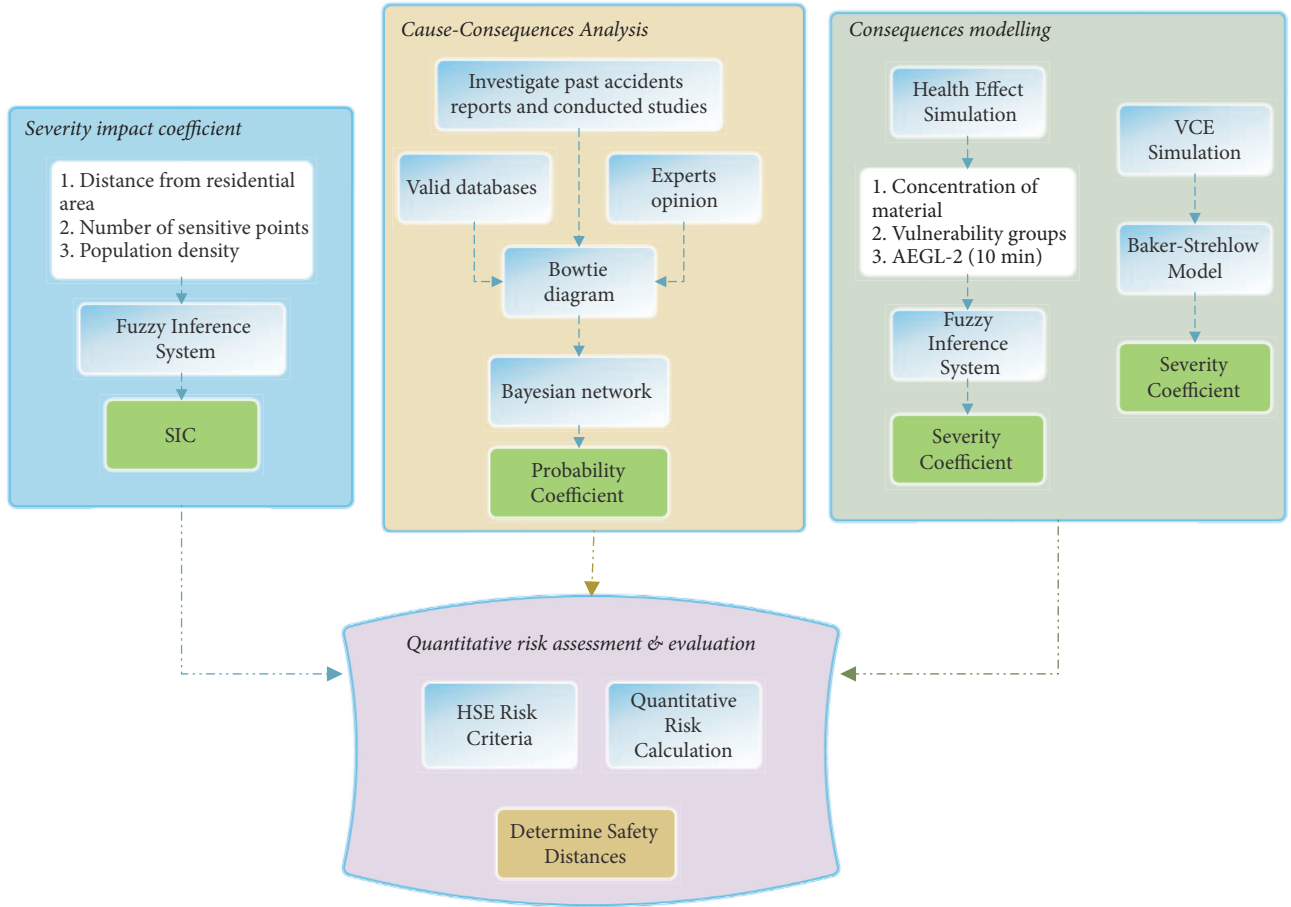 Severity impact coefficient
1. Distance from residential
area
2. Number of sensitive points
3. Population density
Fuzzy Inference
System
SIC
Cause-Consequences Analysis
Investigate past accidents
reports and conducted studies
Valid databases
Experts
opinion
Bowtie
diagram
Bayesian network
Probability
Coefficient
Consequences modelling
Health Effect
Simulation
1. Concentration of
material
2. Vulnerability groups
3. AEGL-2 (10 min)
Fuzzy
Inference
System
Severity
Coefficient
VCE
Simulation
Baker-Strehlow
Model
Severity
Coefficient
Quantitative risk assessment & evaluation
HSE Risk
Criteria
Quantitative
Risk
Calculation
Determine Safety
Distances